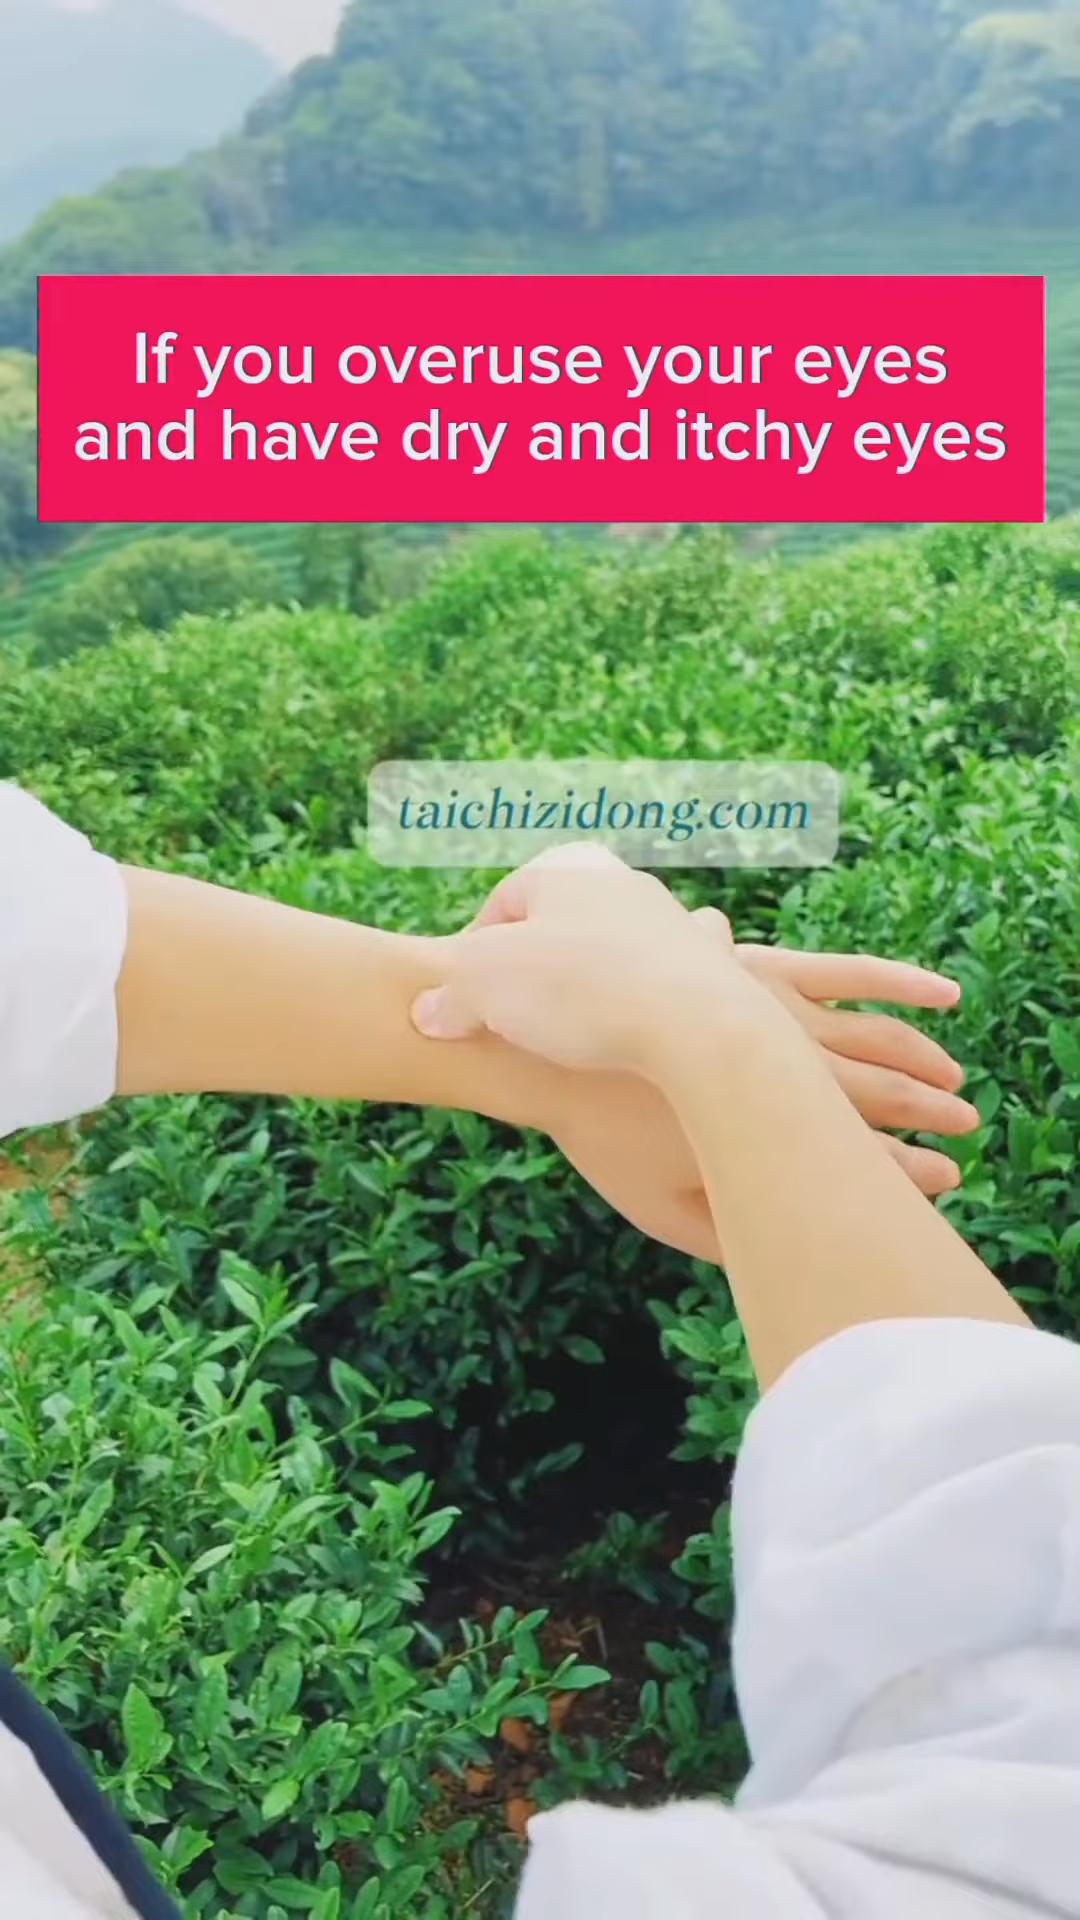 If you overuse your eyes
and have dry and itchy eyes
taichizidong.com